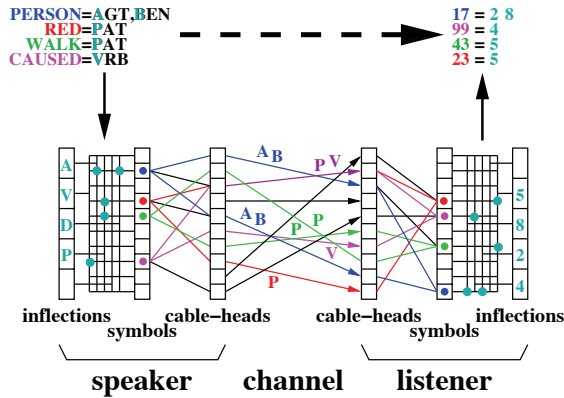 PERSON=AGT,BEN
RED=PAT
WALK=PAT
CAUSED=VRB
17 = 2 8
99 = 4
43 = 5
23 = 5
A
V
D
P
A B
P V
A B
P P
V
P
5
8
2
4
inflections
symbols
cable-heads
cable-heads
symbols
inflections
speaker
channel
listener